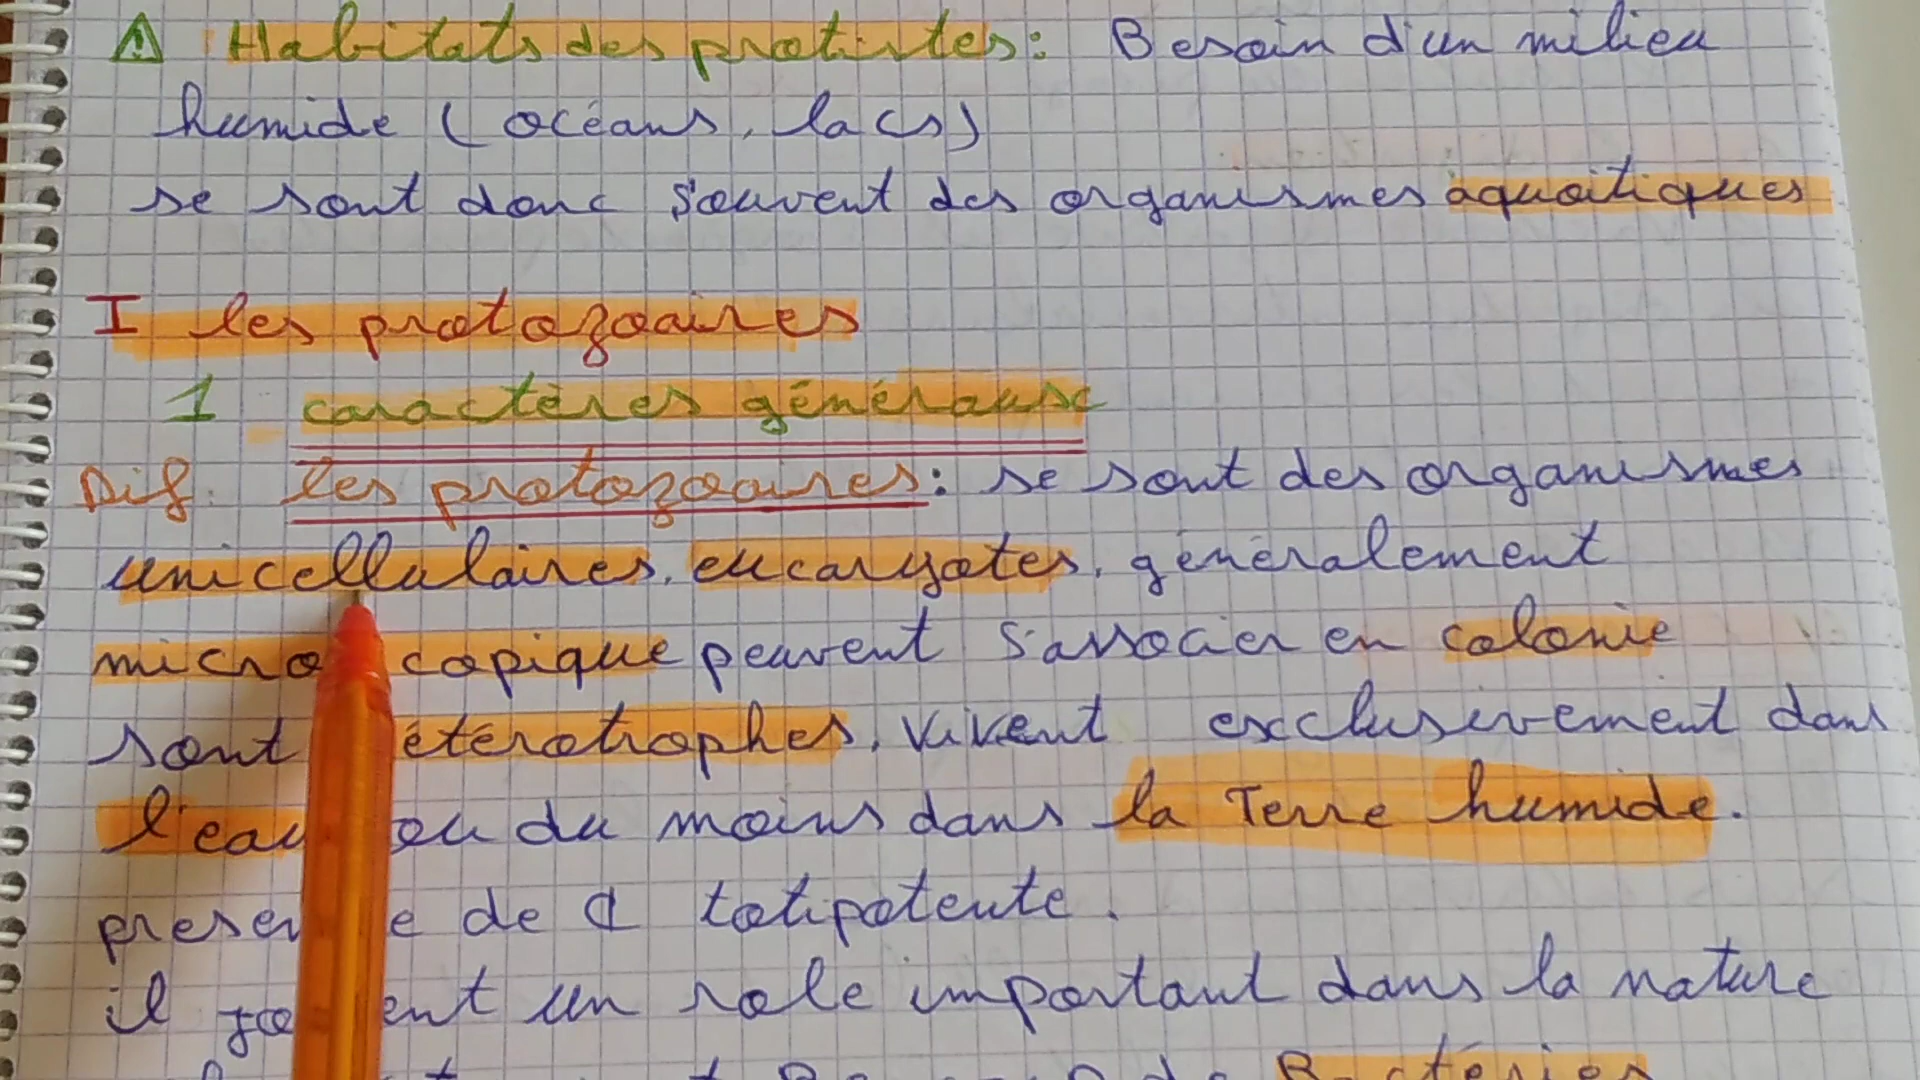 ⚠ Habitats des protistes: Besoin d'un milieu
humide (océans, lacs)
se sont donc souvent des organismes aquatiques
I les protozoaires
1 caractères généraux
Dif. les protozoaires: se sont des organismes
unicellulaires, eucaryotes, généralement
micro copique peuvent s'associer en colonie
sont étérotrophes, vivent exclusivement dans
l'eau ou du moins dans la Terre humide.
de totipotente.
il un role important dans la nature
Bactéries